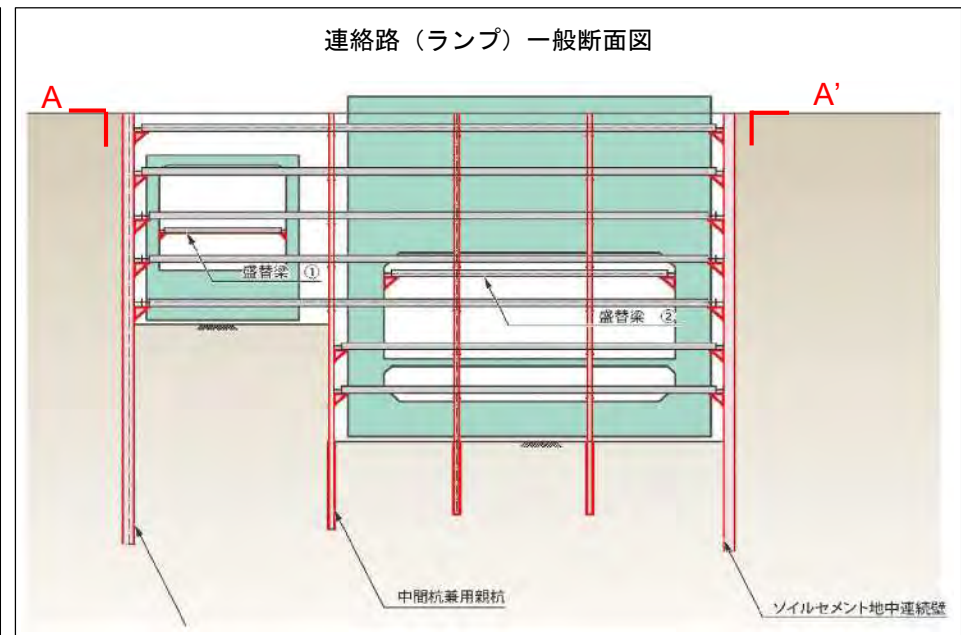 連絡路（ランプ）一般断面図
A
A’
盛替梁　①
盛替梁　②
中間杭兼用親杭
ソイルセメント地中連続壁